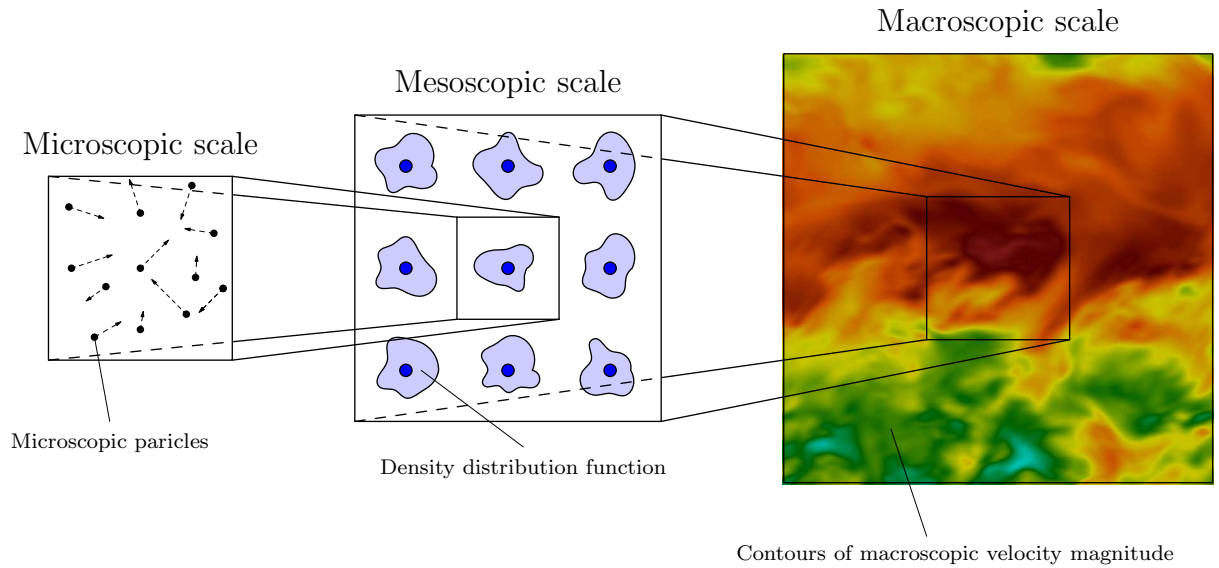 Microscopic scale
Mesoscopic scale
Macroscopic scale
Microscopic paricles
Density distribution function
Contours of macroscopic velocity magnitude